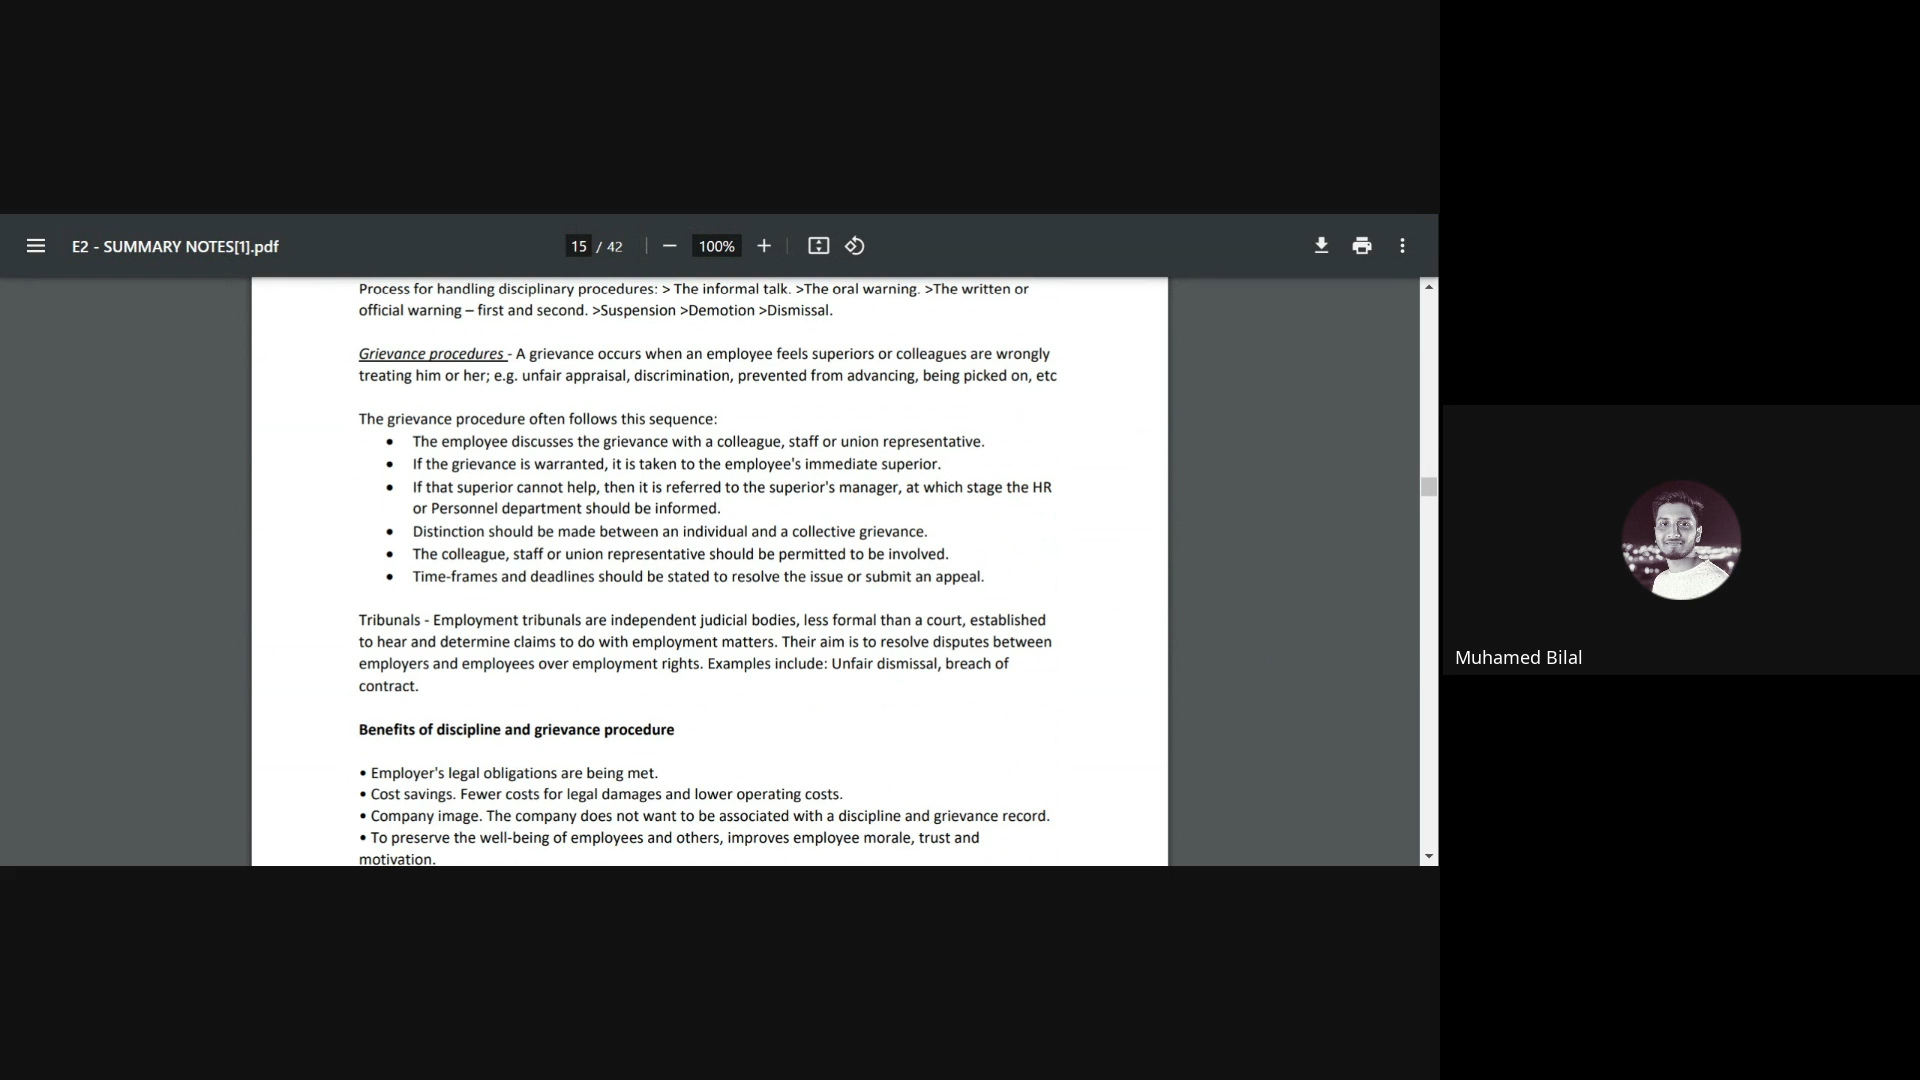 E2 - SUMMARY NOTES[1].pdf
15 / 42
100%
Process for handling disciplinary procedures: > The informal talk. >The oral warning. >The written or
official warning – first and second. >Suspension >Demotion >Dismissal.
Grievance procedures - A grievance occurs when an employee feels superiors or colleagues are wrongly
treating him or her; e.g. unfair appraisal, discrimination, prevented from advancing, being picked on, etc
The grievance procedure often follows this sequence:
• The employee discusses the grievance with a colleague, staff or union representative.
• If the grievance is warranted, it is taken to the employee's immediate superior.
• If that superior cannot help, then it is referred to the superior's manager, at which stage the HR
or Personnel department should be informed.
• Distinction should be made between an individual and a collective grievance.
• The colleague, staff or union representative should be permitted to be involved.
• Time-frames and deadlines should be stated to resolve the issue or submit an appeal.
Tribunals - Employment tribunals are independent judicial bodies, less formal than a court, established
to hear and determine claims to do with employment matters. Their aim is to resolve disputes between
employers and employees over employment rights. Examples include: Unfair dismissal, breach of
contract.
Benefits of discipline and grievance procedure
• Employer's legal obligations are being met.
• Cost savings. Fewer costs for legal damages and lower operating costs.
• Company image. The company does not want to be associated with a discipline and grievance record.
• To preserve the well-being of employees and others, improves employee morale, trust and
motivation.
Muhamed Bilal